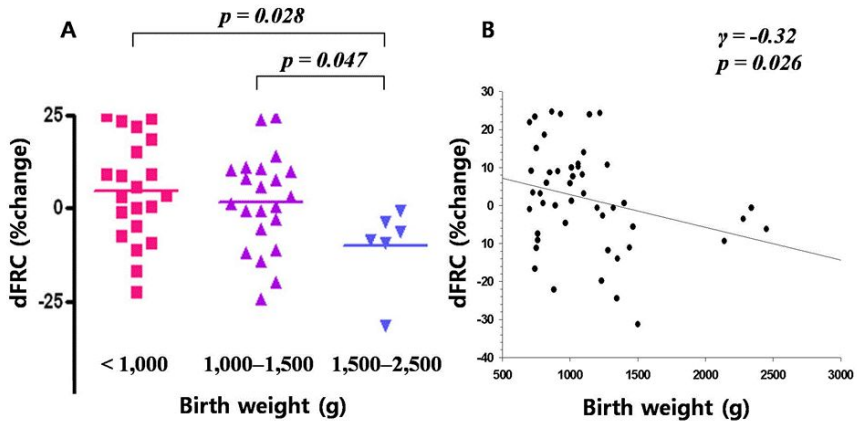 A
p = 0.028
p = 0.047
25
0
-25
dFRC (%change)
< 1,000
1,000–1,500
1,500–2,500
Birth weight (g)
B
γ = -0.32
p = 0.026
30
20
10
0
10
-20
-30
-40
dFRC (%change)
500
1000
1500
2000
2500
3000
Birth weight (g)